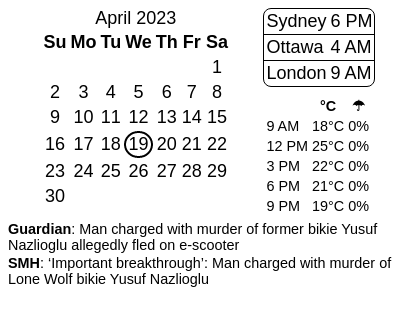 April 2023
Su Mo Tu We Th Fr Sa
1
2 3 4 5 6 7 8
9 10 11 12 13 14 15
16 17 18 19 20 21 22
23 24 25 26 27 28 29
30
Sydney 6 PM
Ottawa 4 AM
London 9 AM
°C ☂
9 AM 18°C 0%
12 PM 25°C 0%
3 PM 22°C 0%
6 PM 21°C 0%
9 PM 19°C 0%
Guardian: Man charged with murder of former bikie Yusuf
Nazlioglu allegedly fled on e-scooter
SMH: ‘Important breakthrough’: Man charged with murder of
Lone Wolf bikie Yusuf Nazlioglu